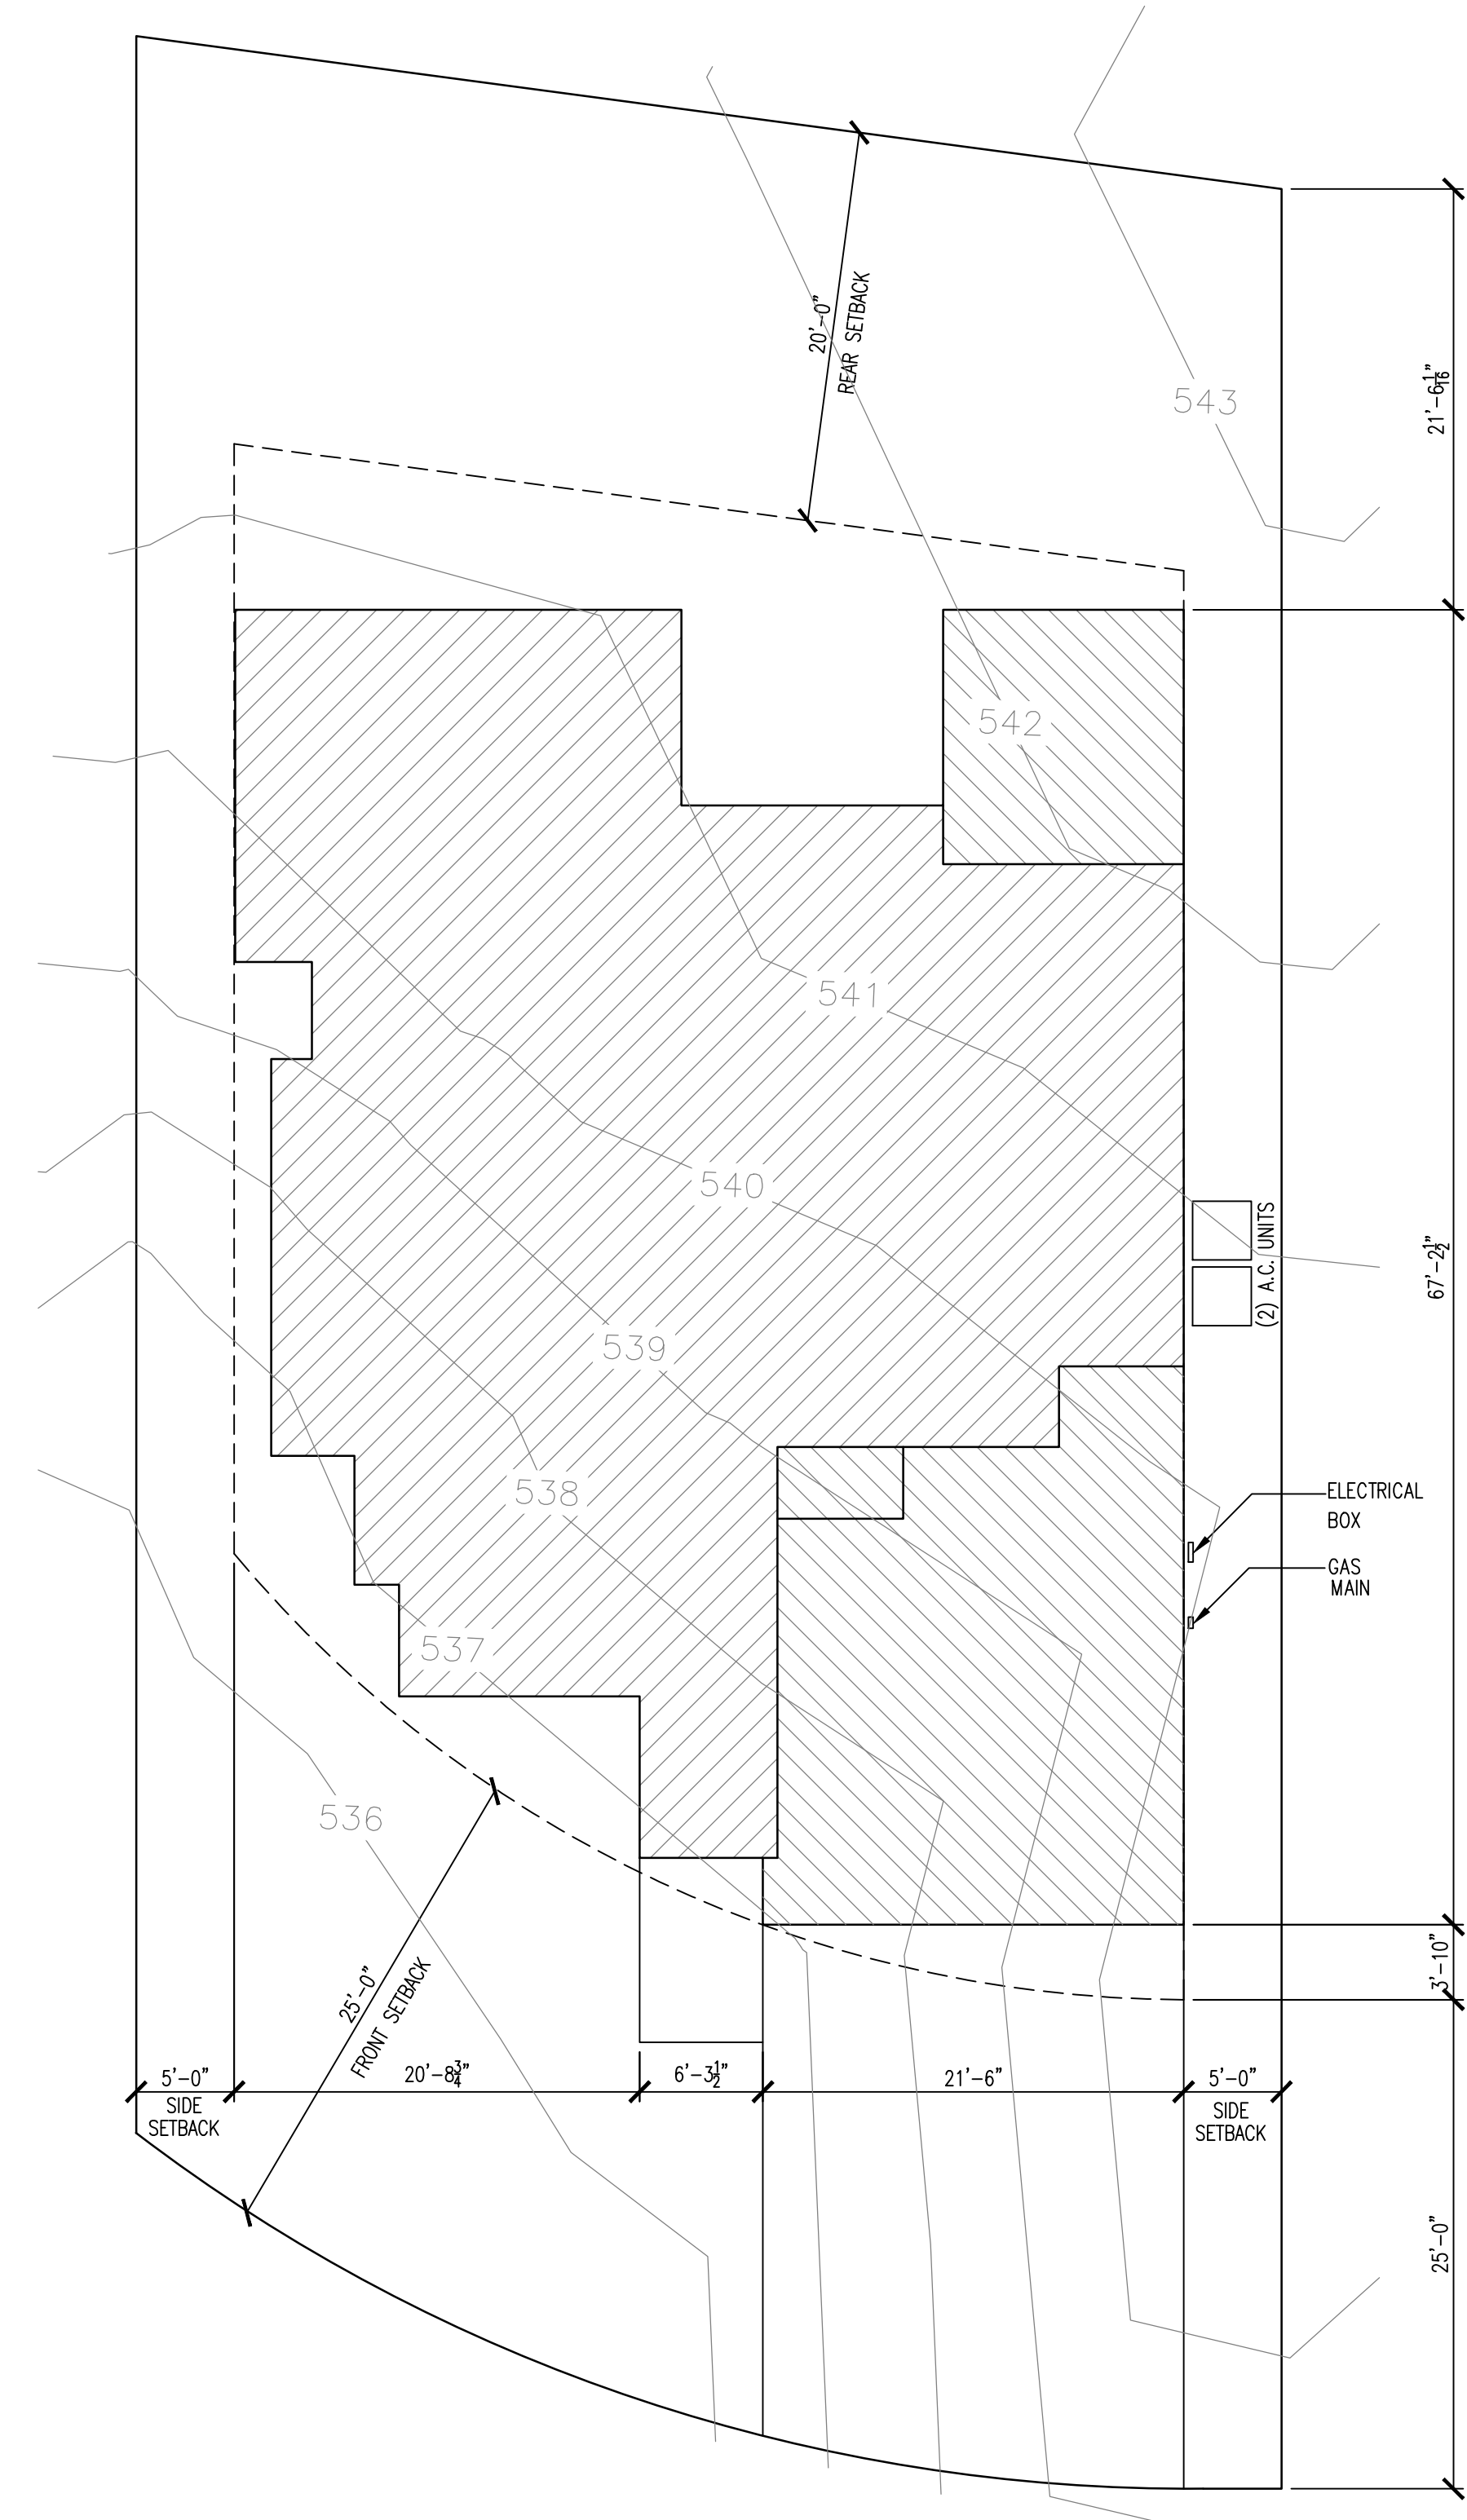 20'-0"
REAR SETBACK
543
21'-6 1/16"
542
541
540
(2) A.C. UNITS
67'-2 1/2"
539
538
ELECTRICAL
BOX
GAS
MAIN
537
536
3'-10"
25'-0"
FRONT SETBACK
5'-0"
SIDE
SETBACK
20'-8 3/4"
6'-3 1/2"
21'-6"
5'-0"
SIDE
SETBACK
25'-0"